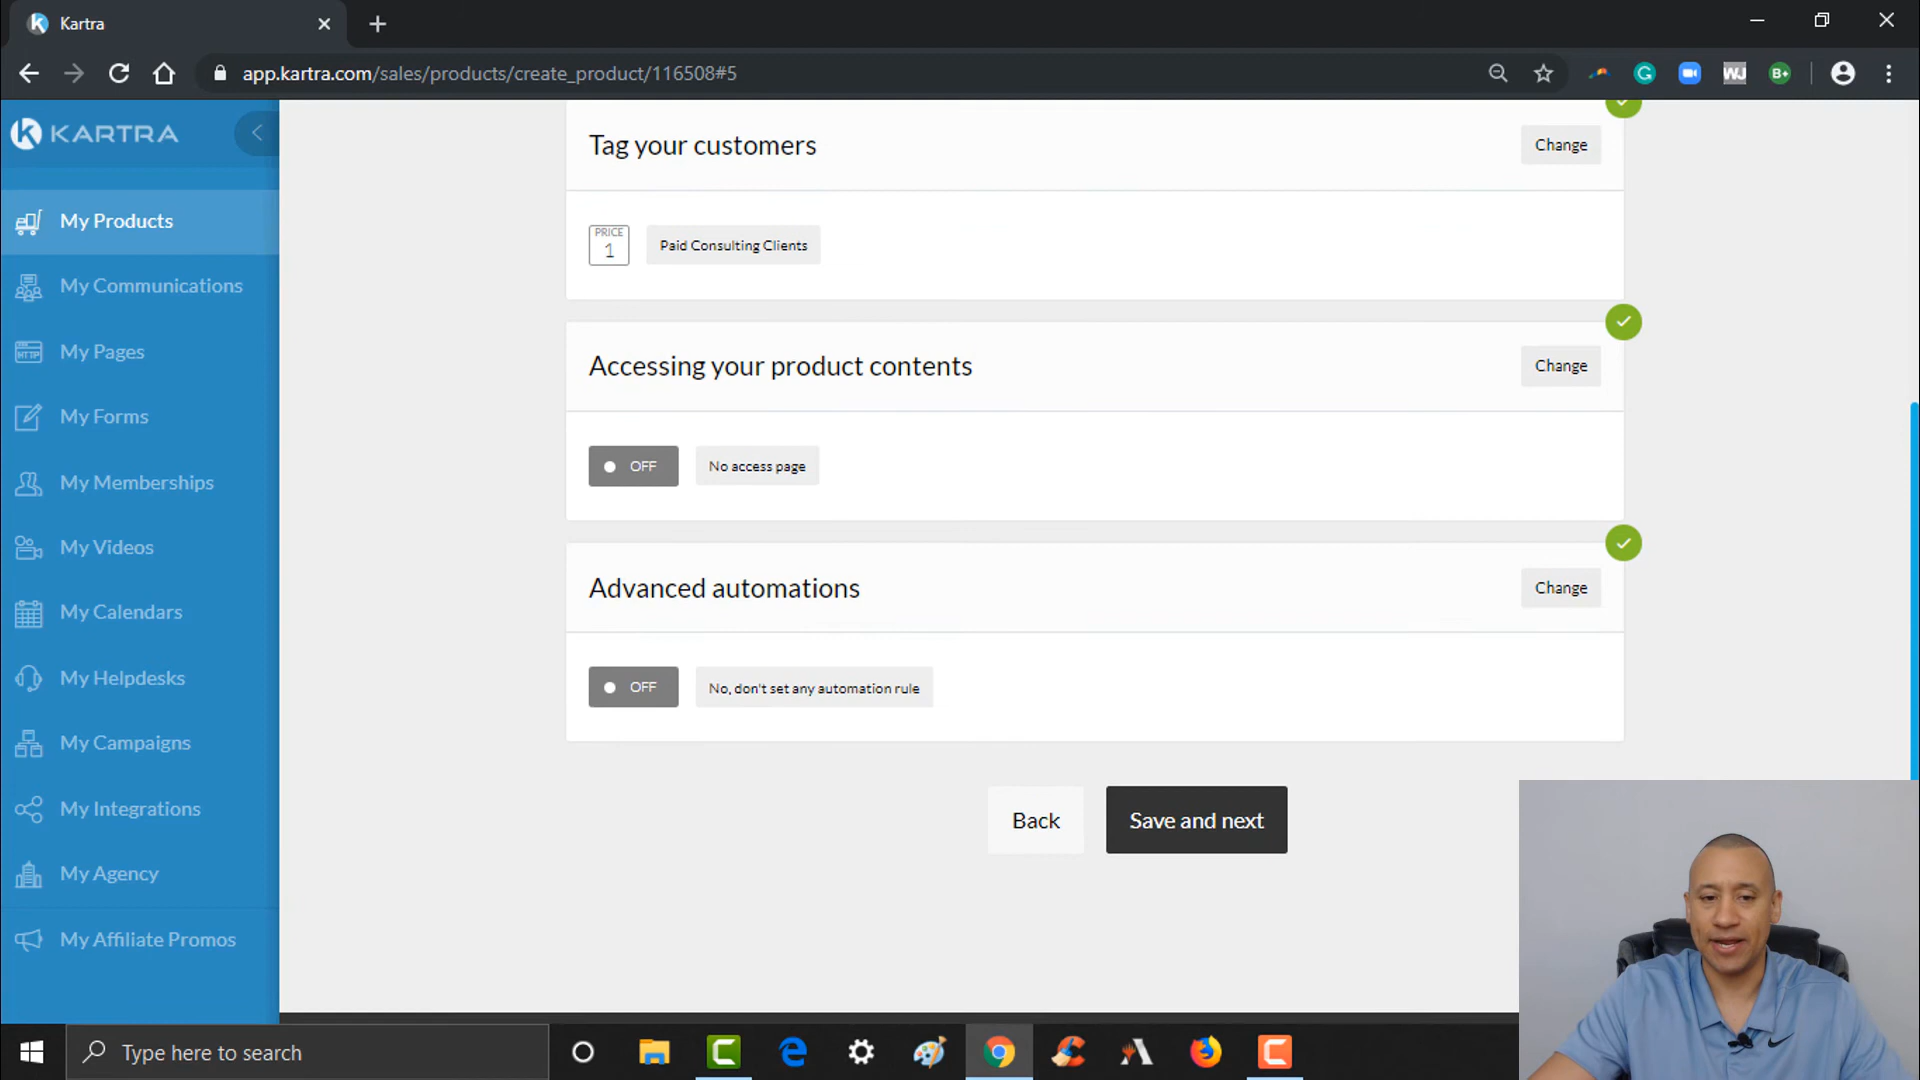 Kartra
app.kartra.com/sales/products/create_product/116508#5
KARTRA
My Products
My Communications
My Pages
My Forms
My Memberships
My Videos
My Calendars
My Helpdesks
My Campaigns
My Integrations
My Agency
My Affiliate Promos
Tag your customers
Change
PRICE
1
Paid Consulting Clients
Accessing your product contents
Change
OFF
No access page
Advanced automations
Change
OFF
No, don't set any automation rule
Back
Save and next
Type here to search